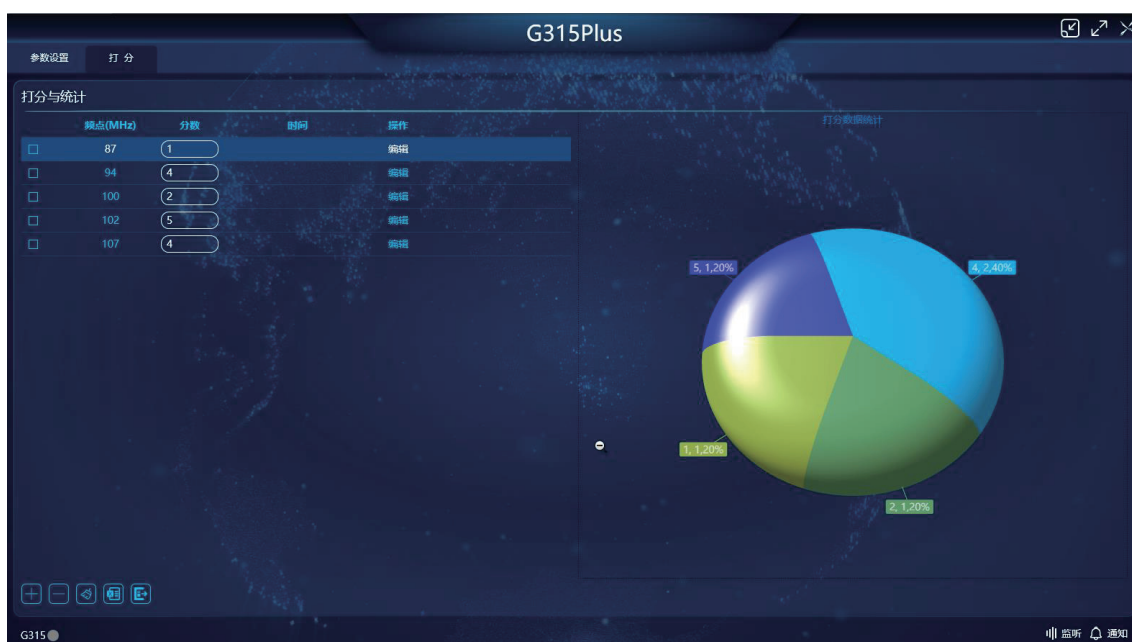 G315Plus
参数设置 打 分
打分与统计
频点(MHz) 分数 时间 操作
打分数据统计
87 1 编辑
94 4 编辑
100 2 编辑
102 5 编辑
107 4 编辑
5, 1,20%
4, 2,40%
1, 1,20%
2, 1,20%
G315 监听 通知